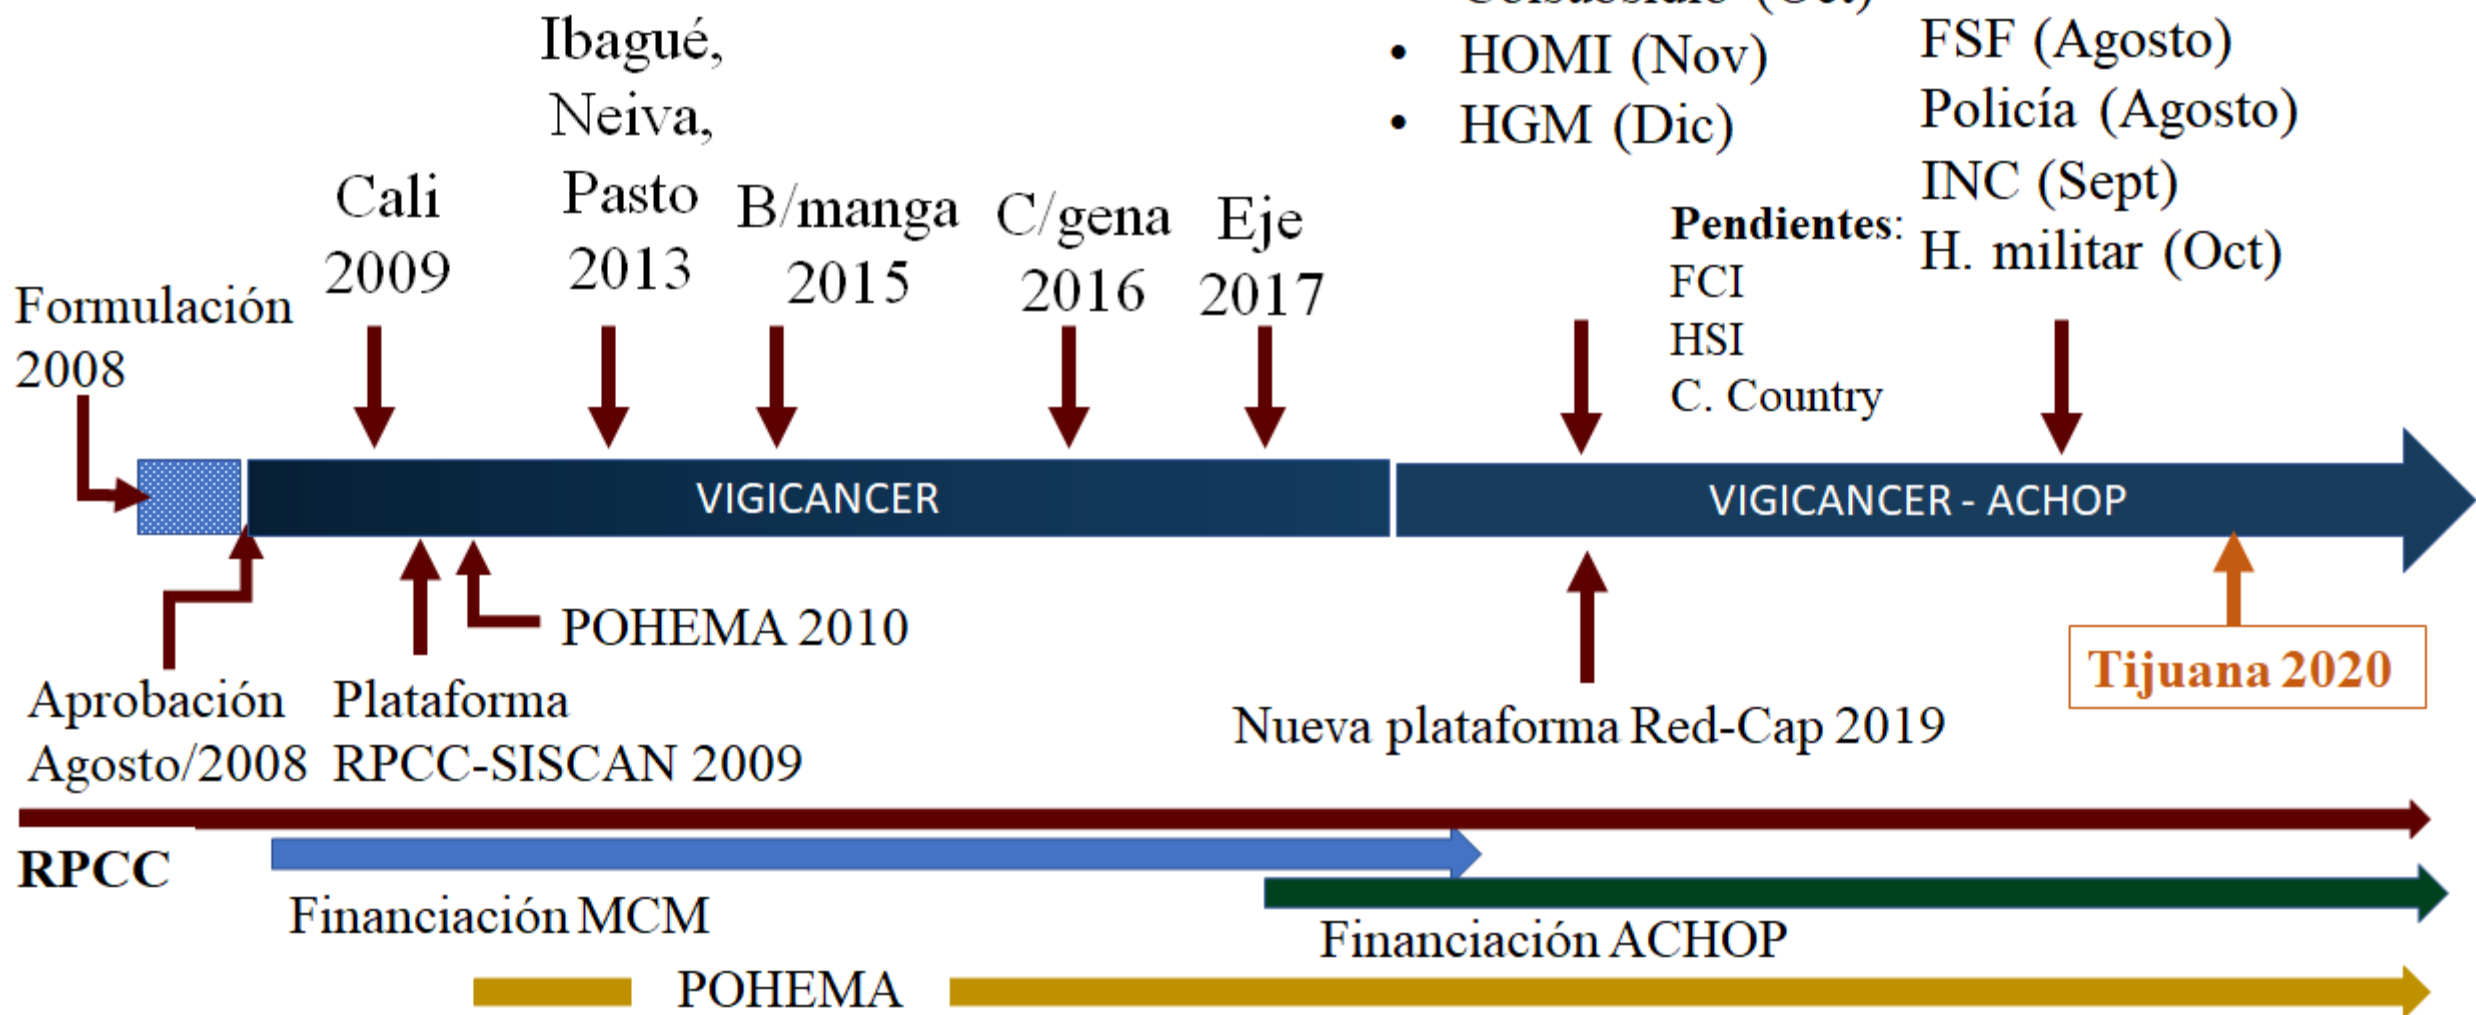 Ibagué,
Neiva,
Pasto
2013
Cali
2009
B/manga
2015
C/gena
2016
Eje
2017
Formulación
2008
• HOMI (Nov)
• HGM (Dic)
FSF (Agosto)
Policía (Agosto)
INC (Sept)
H. militar (Oct)
Pendientes:
FCI
HSI
C. Country
VIGICANCER
VIGICANCER - ACHOP
POHEMA 2010
Aprobación
Agosto/2008
Plataforma
RPCC-SISCAN 2009
Nueva plataforma Red-Cap 2019
Tijuana 2020
RPCC
Financiación MCM
Financiación ACHOP
POHEMA